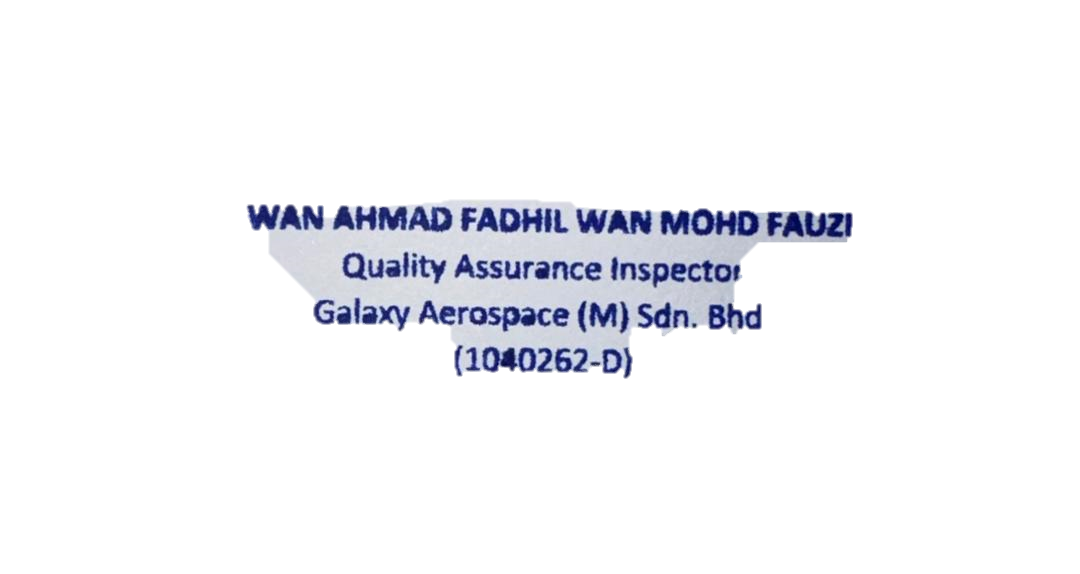 WAN AHMAD FADHIL WAN MOHD FAUZI
Quality Assurance Inspector
Galaxy Aerospace (M) Sdn. Bhd
(1040262-D)